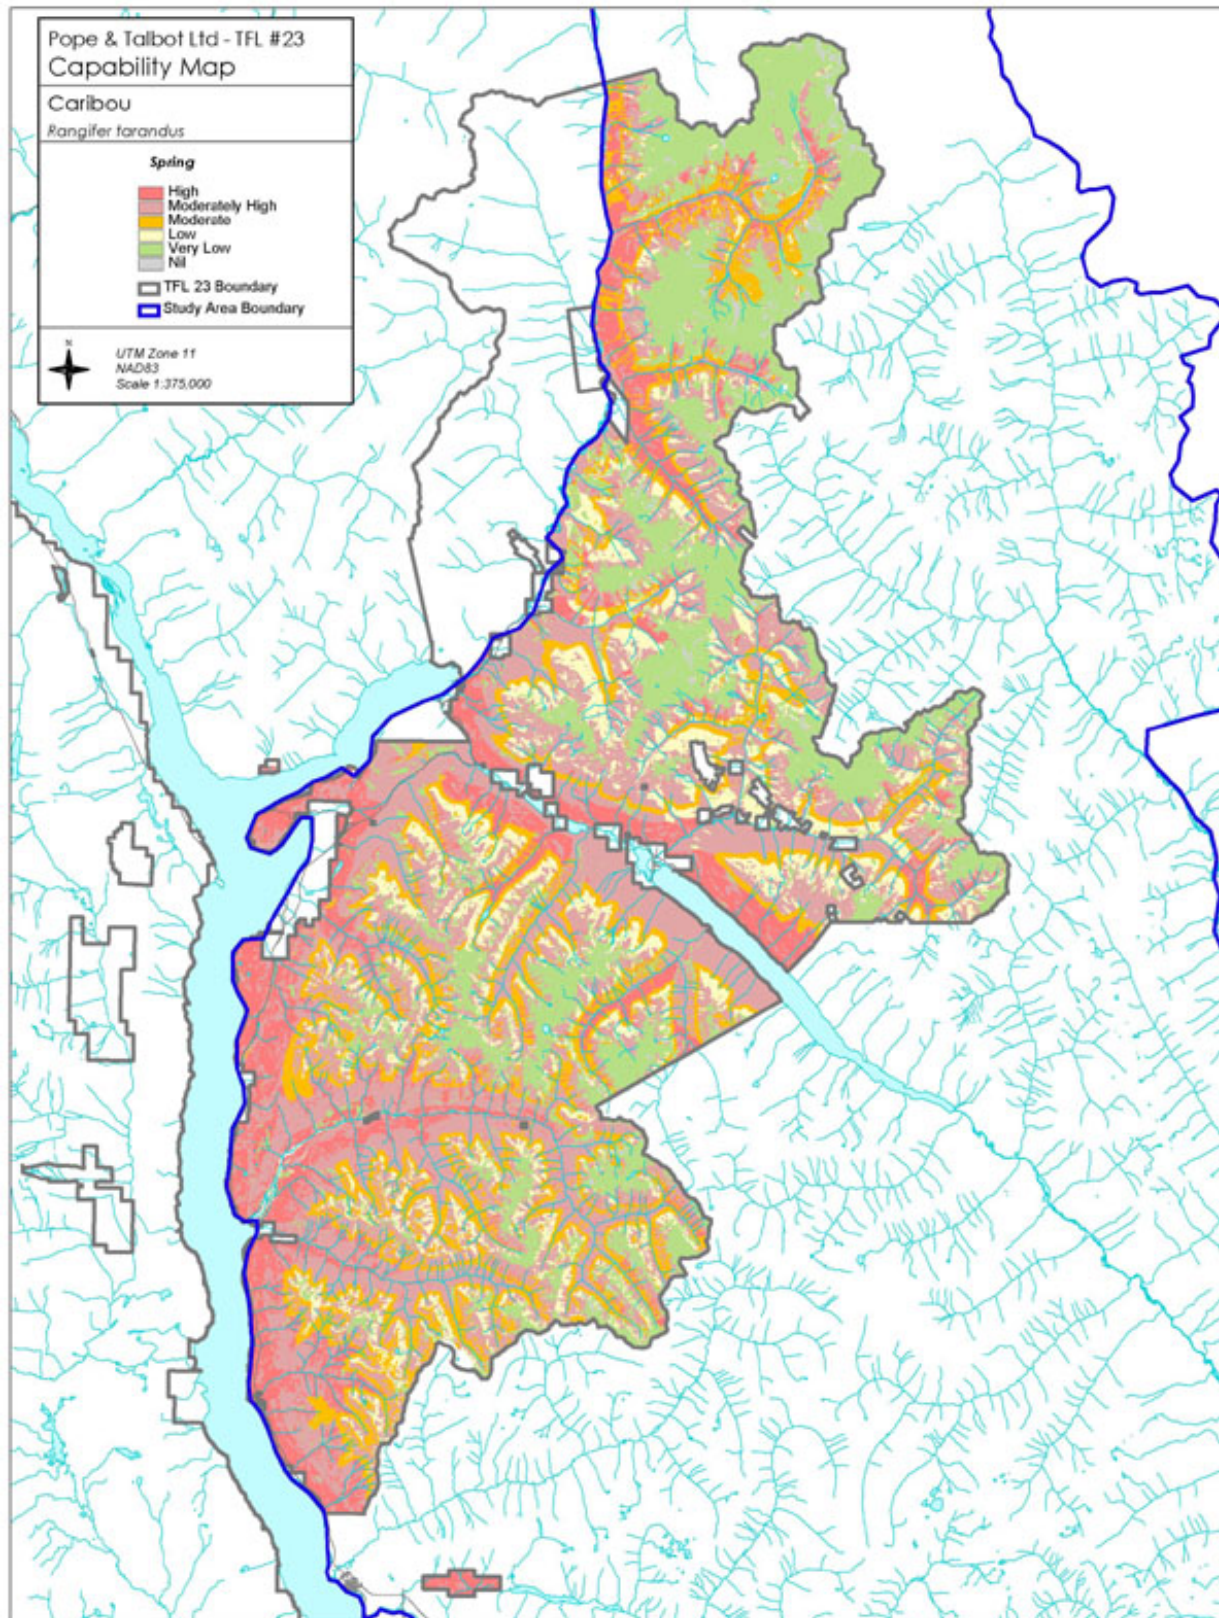 Pope & Talbot Ltd - TFL #23
Capability Map
Caribou
Rangifer tarandus
Spring
High
Moderately High
Moderate
Low
Very Low
Nil
TFL 23 Boundary
Study Area Boundary
N
UTM Zone 11
NAD83
Scale 1:375,000